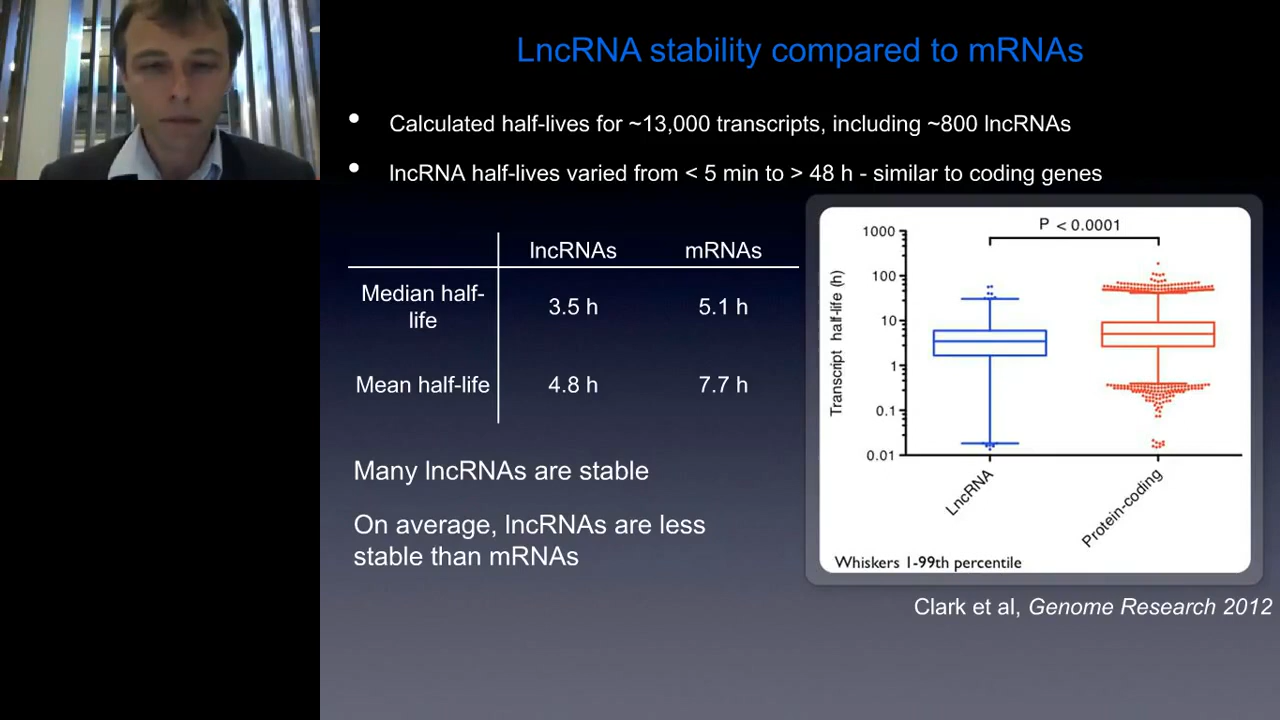 LncRNA stability compared to mRNAs
• Calculated half-lives for ~13,000 transcripts, including ~800 lncRNAs
• lncRNA half-lives varied from < 5 min to > 48 h - similar to coding genes
lncRNAs mRNAs
Median half-
life 3.5 h 5.1 h
Mean half-life 4.8 h 7.7 h
Many lncRNAs are stable
On average, lncRNAs are less
stable than mRNAs
P < 0.0001
Transcript half-life (h)
1000
100
10
1
0.1
0.01
LncRNA
Protein-coding
Whiskers 1-99th percentile
Clark et al, Genome Research 2012